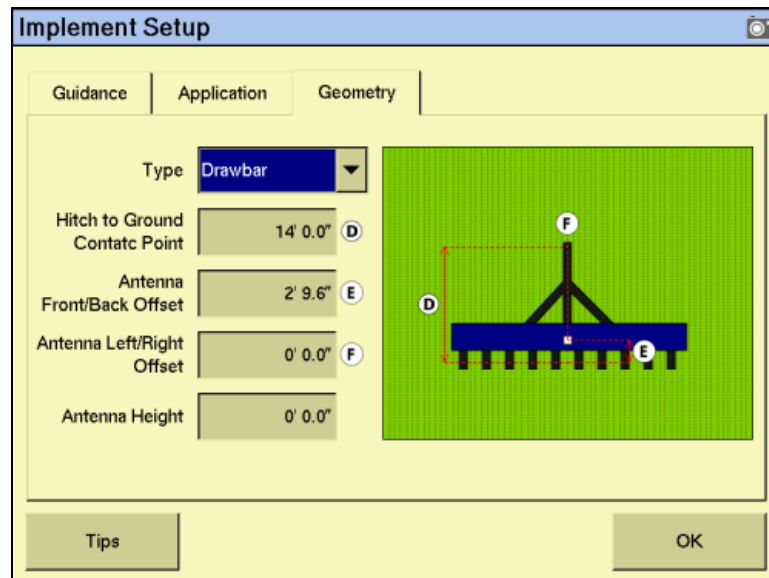 Implement Setup
Guidance
Application
Geometry
Type
Drawbar
Hitch to Ground
Contatc Point
14' 0.0"
D
Antenna
Front/Back Offset
2' 9.6"
E
Antenna Left/Right
Offset
0' 0.0"
F
Antenna Height
0' 0.0"
F
D
E
Tips
OK